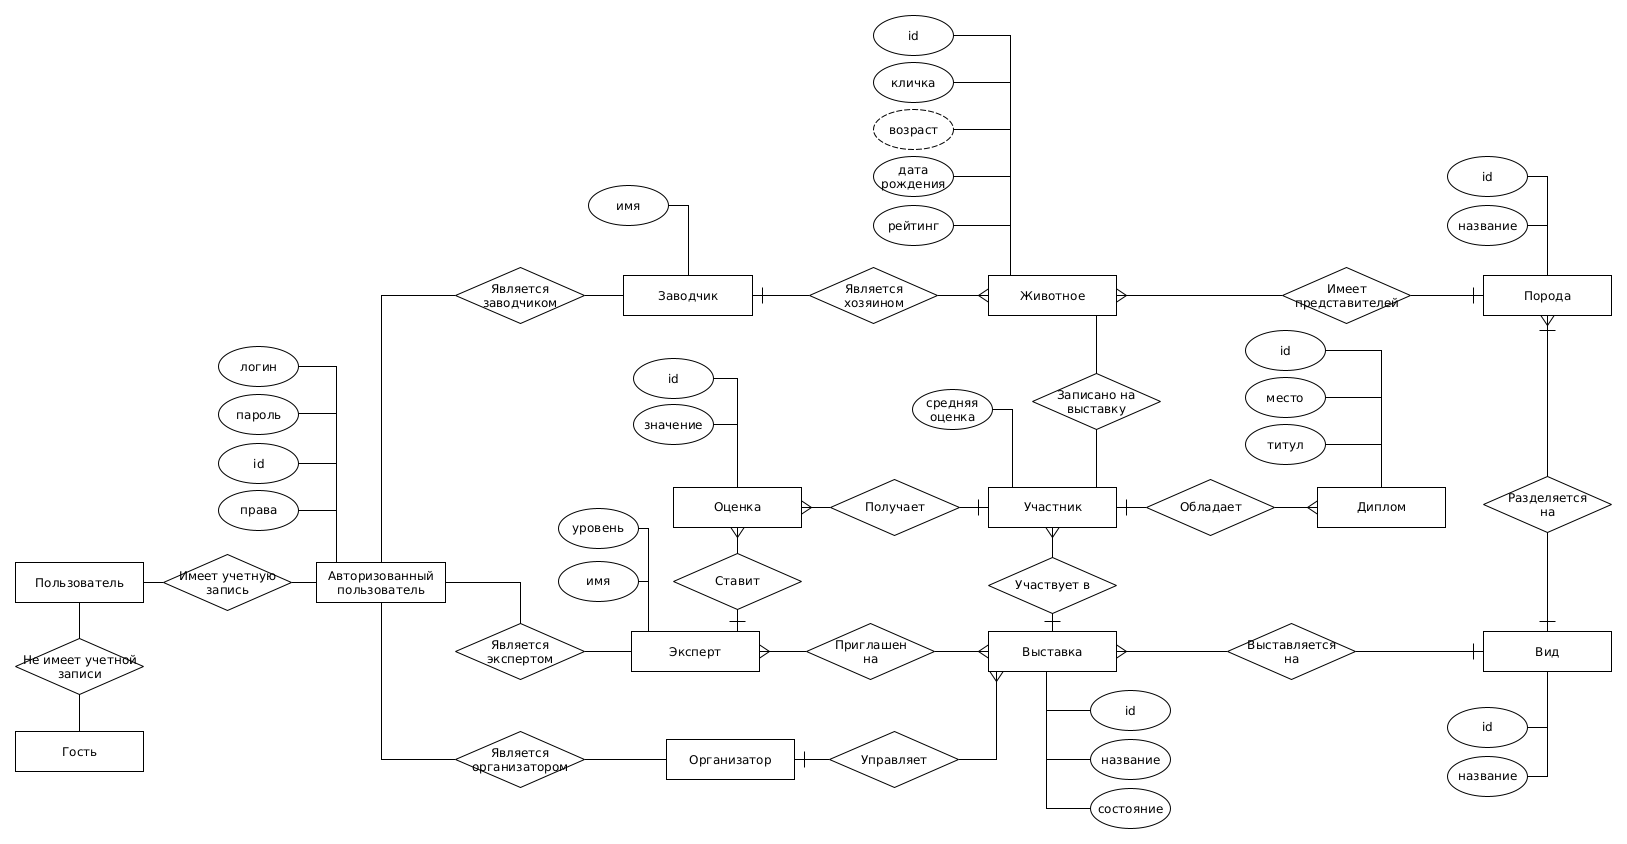 id
кличка
возраст
дата
рождения
рейтинг
id
название
имя
Является
заводчиком
Заводчик
Является
хозяином
Животное
Имеет
представителей
Порода
логин
пароль
id
права
id
значение
средняя
оценка
Записано на
выставку
id
место
титул
Оценка
Получает
Участник
Обладает
Диплом
Разделяется
на
уровень
имя
Пользователь
Имеет учетную
запись
Авторизованный
пользователь
Ставит
Участвует в
Не имеет учетной
записи
Является
экспертом
Эксперт
Приглашен
на
Выставка
Выставляется
на
Вид
Гость
Является
организатором
Организатор
Управляет
id
название
состояние
id
название